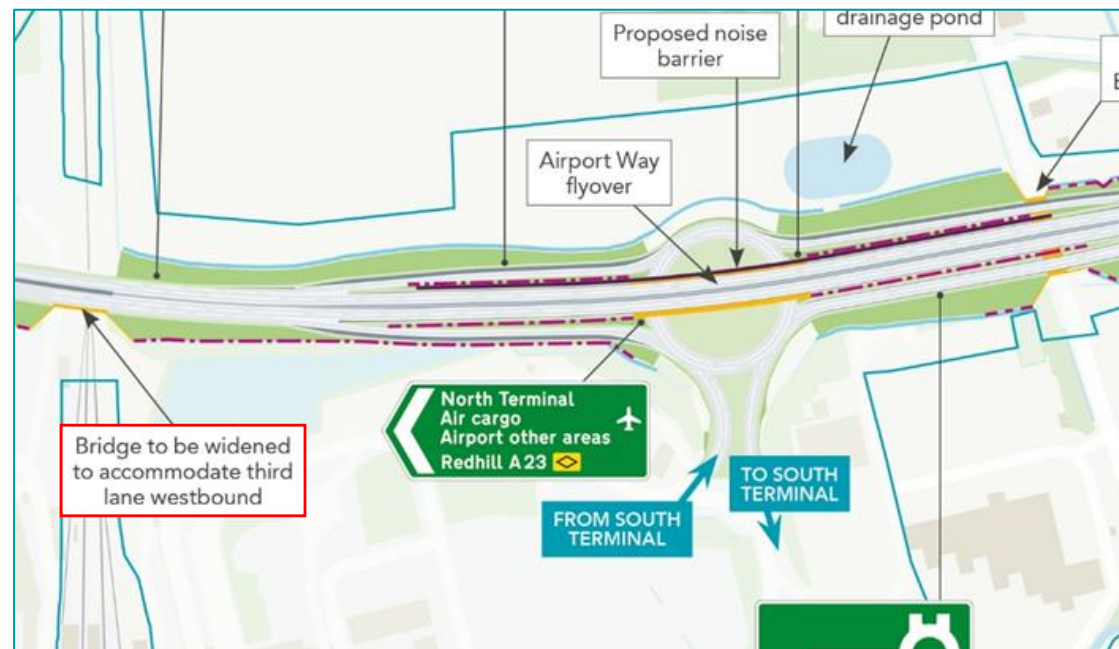 drainage pond
Proposed noise
barrier
Airport Way
flyover
North Terminal
Air cargo
Airport other areas
Redhill A23
Bridge to be widened
to accommodate third
lane westbound
FROM SOUTH
TERMINAL
TO SOUTH
TERMINAL